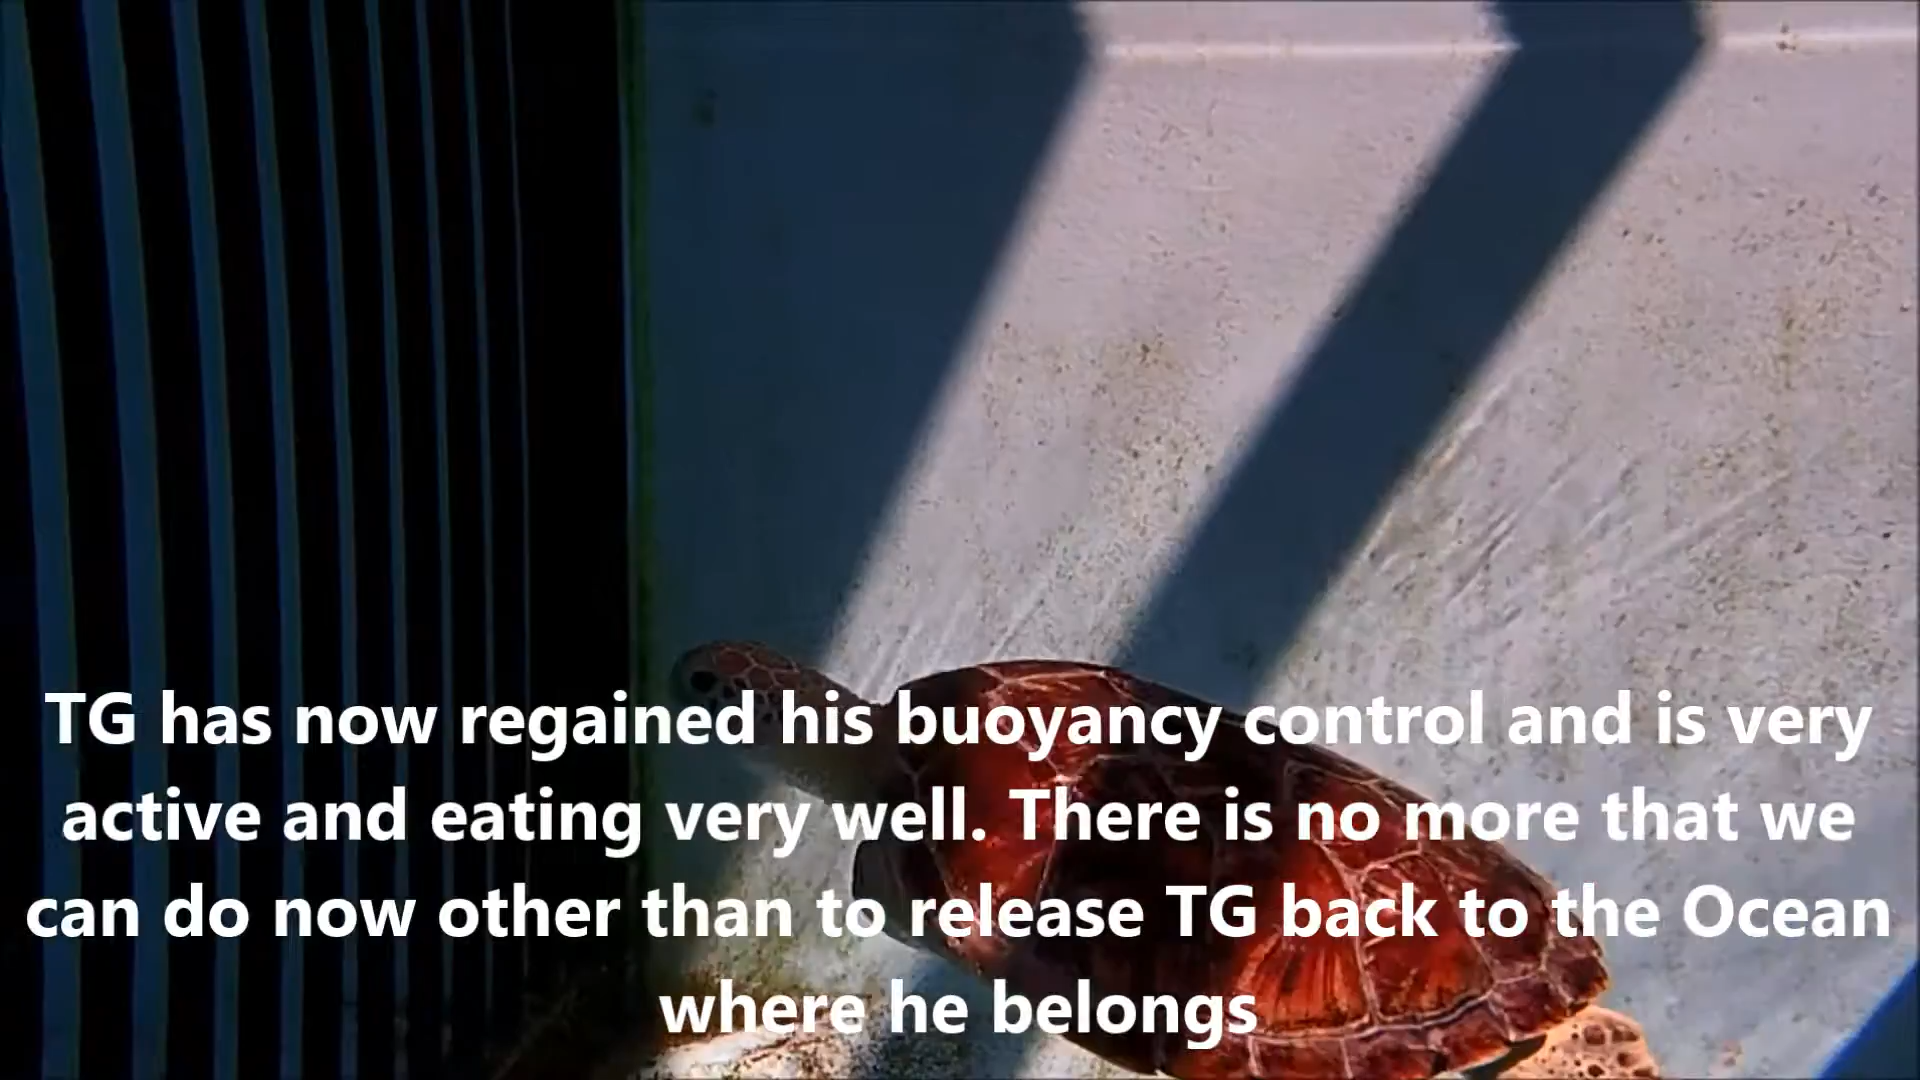 TG has now regained his buoyancy control and is very
active and eating very well. There is no more that we
can do now other than to release TG back to the Ocean
where he belongs